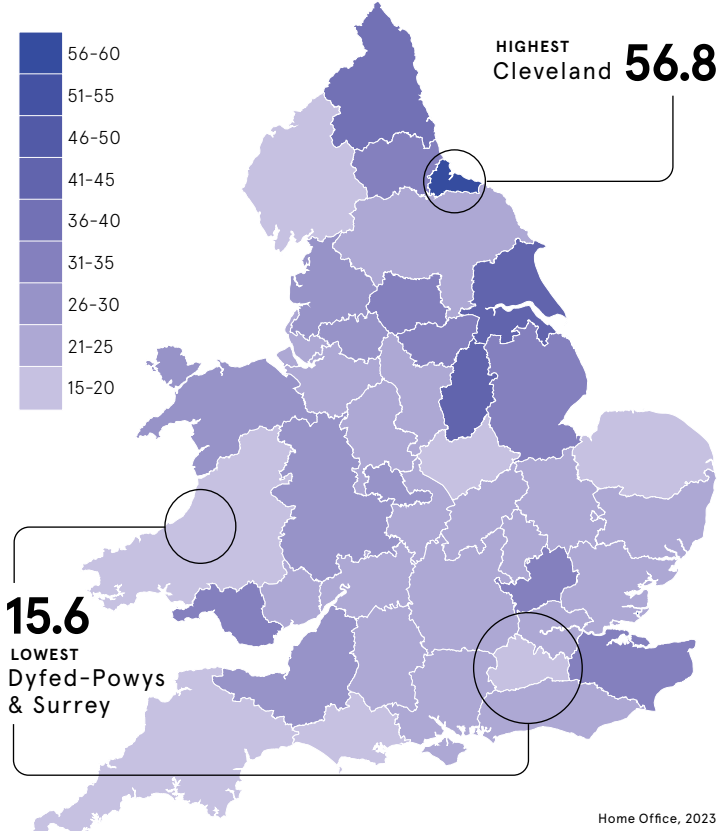 56–60
51–55
46–50
41–45
36–40
31–35
26–30
21–25
15–20
HIGHEST
Cleveland 56.8
15.6
LOWEST
Dyfed-Powys
& Surrey
Home Office, 2023